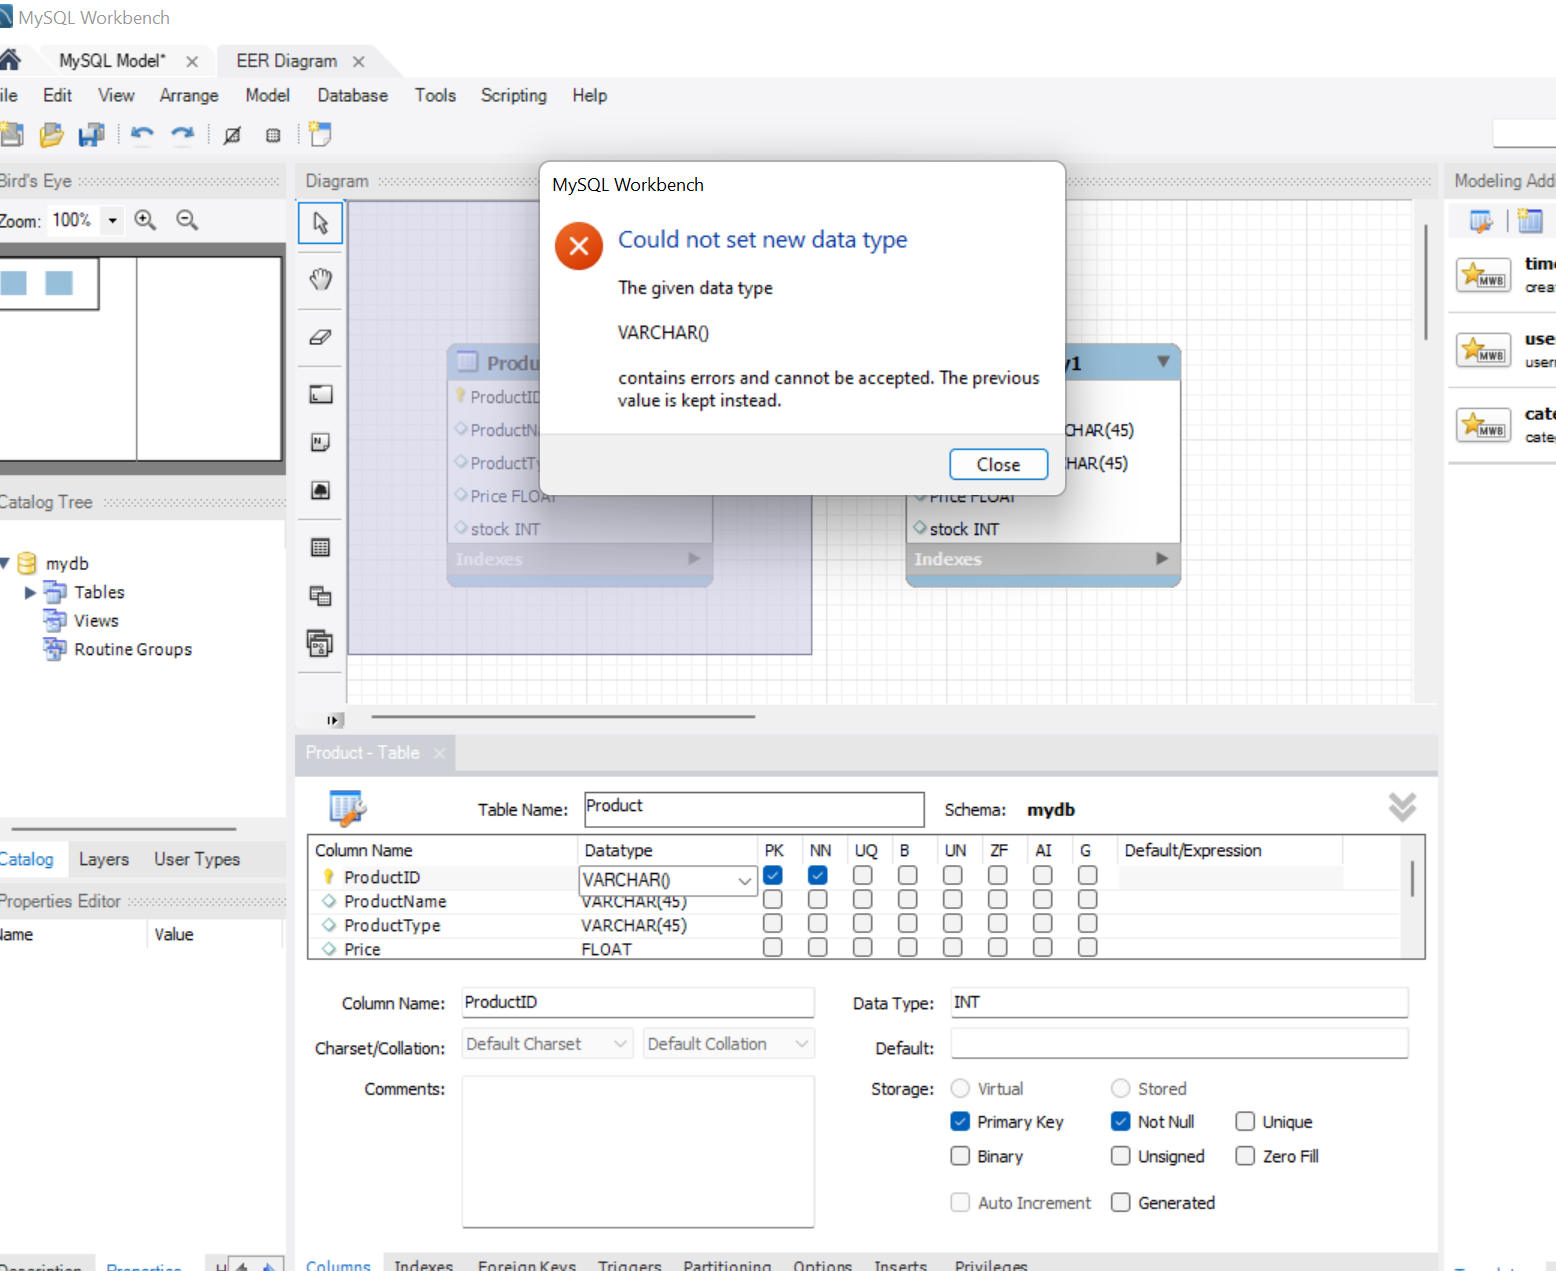 MySQL Workbench
MySQL Model* EER Diagram
ile Edit View Arrange Model Database Tools Scripting Help
Bird's Eye
Zoom: 100%
Diagram
Modeling Addi
MySQL Workbench
Could not set new data type
The given data type
VARCHAR()
contains errors and cannot be accepted. The previous
value is kept instead.
Close
Produ
ProductID
ProductN
ProductTy
Price FLOAT
stock INT
Indexes
y1
CHAR(45)
HAR(45)
Price FLOAT
stock INT
Indexes
MWB
time
crea
MWB
use
usern
MWB
cate
categ
Catalog Tree
mydb
Tables
Views
Routine Groups
Catalog Layers User Types
Properties Editor
Name Value
Description Properties H
Product - Table
Table Name: Product Schema: mydb
Column Name Datatype PK NN UQ B UN ZF AI G Default/Expression
ProductID VARCHAR()
ProductName VARCHAR(45)
ProductType VARCHAR(45)
Price FLOAT
Column Name: ProductID Data Type: INT
Charset/Collation: Default Charset Default Collation Default:
Comments: Storage: Virtual Stored
Primary Key Not Null Unique
Binary Unsigned Zero Fill
Auto Increment Generated
Columns Indexes Foreign Keys Triggers Partitioning Options Inserts Privileges